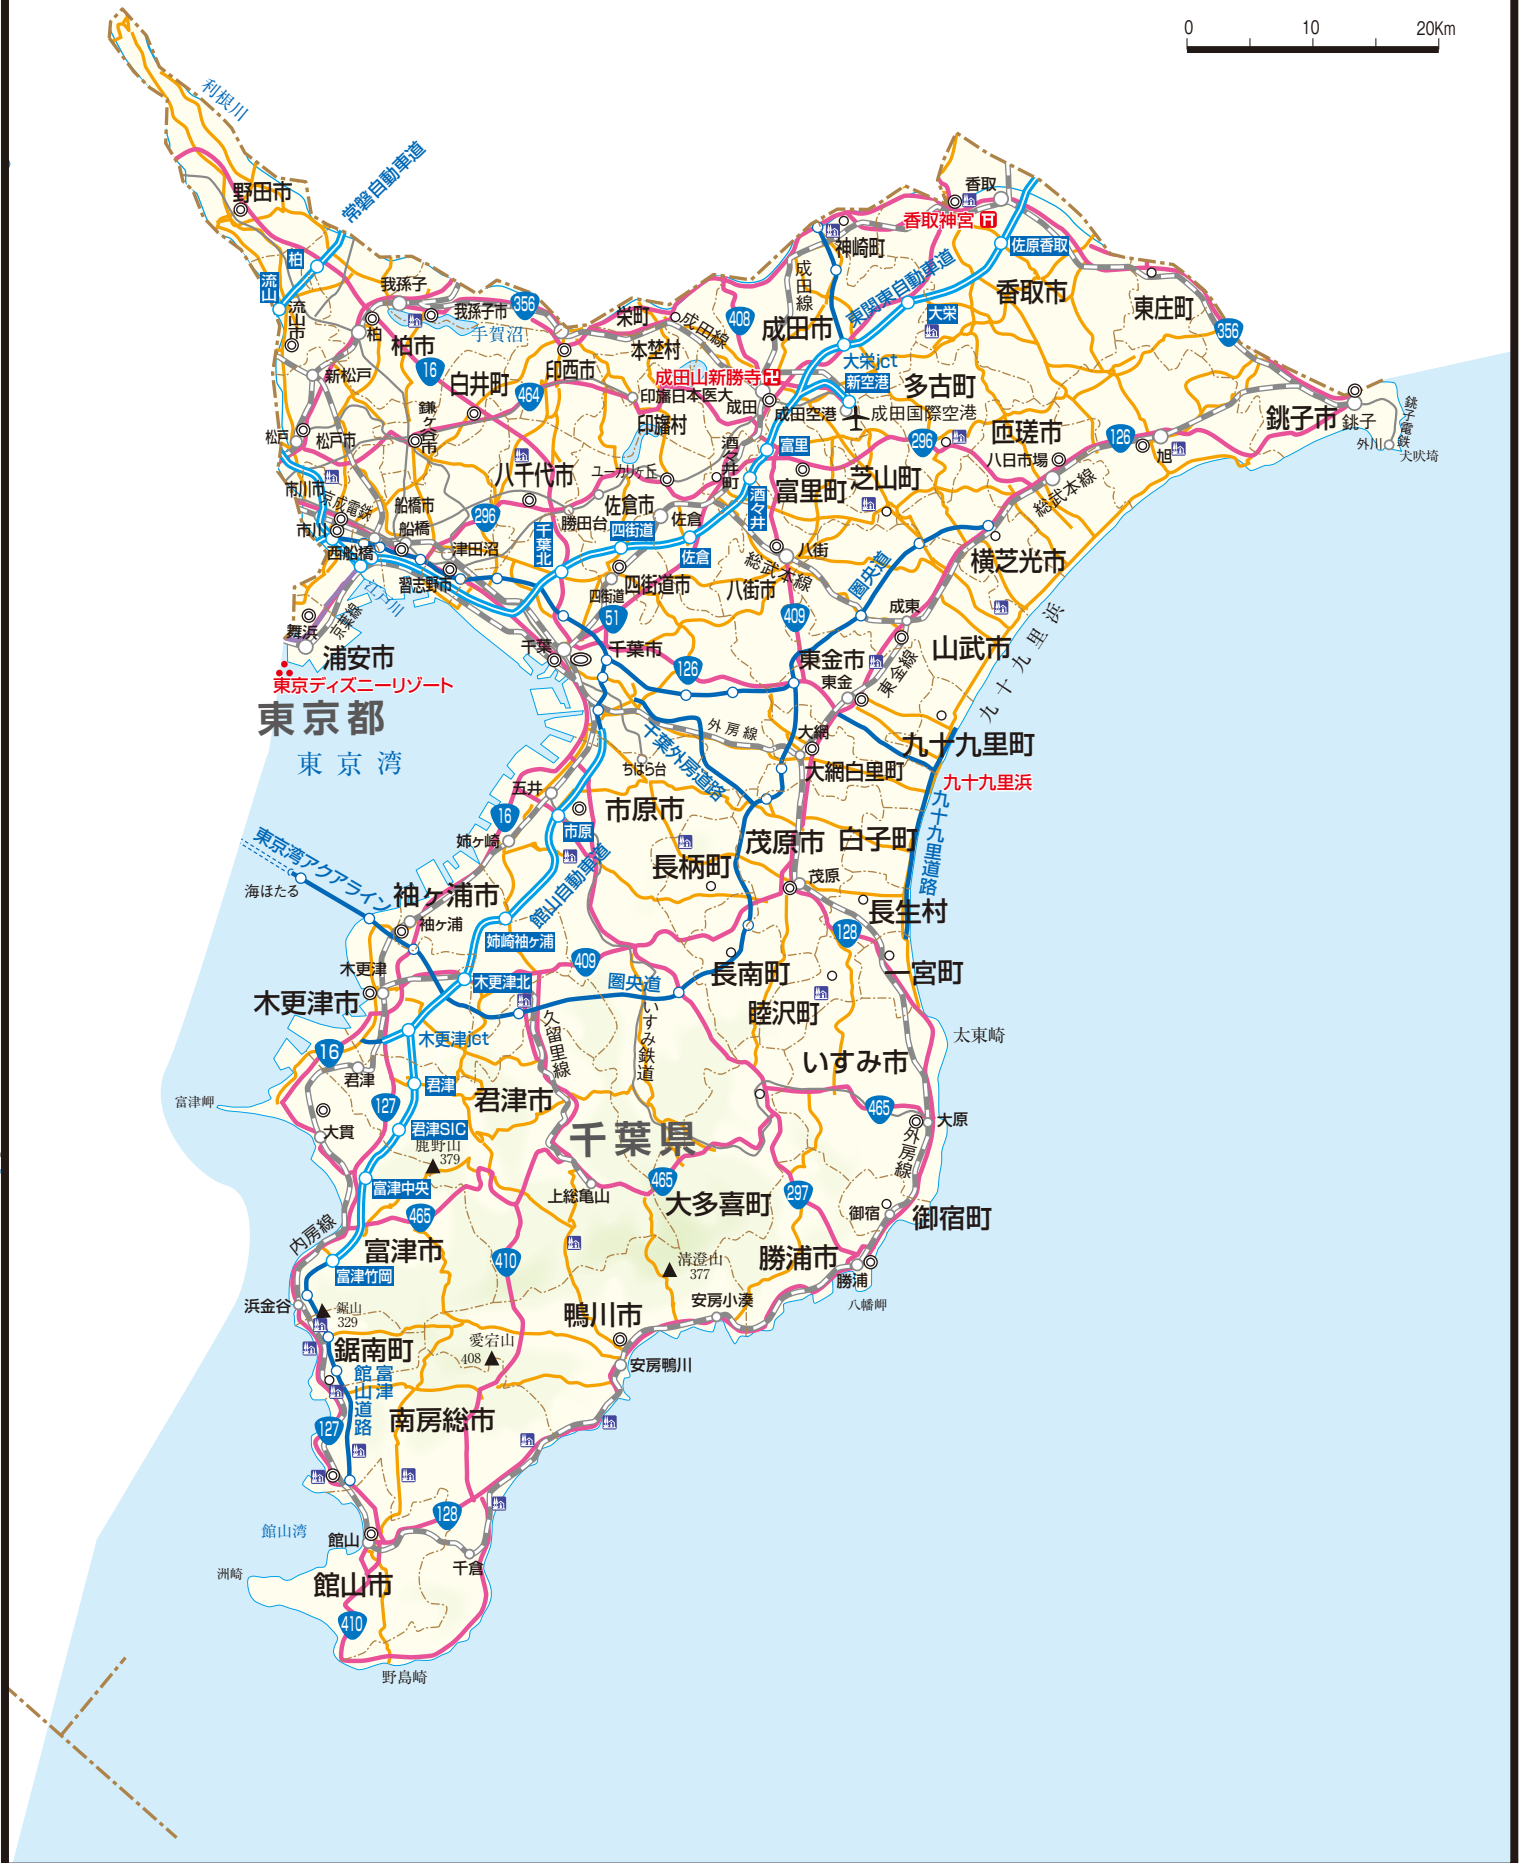 0 10 20Km
利根川
常磐自動車道
野田市
香取
香取神宮
佐原香取
神崎町
柏
流山
成田線
東関東自動車道
香取市
東庄町
我孫子
我孫子市
356
手賀沼
栄町
成田線
408
成田市
大栄
356
流山市
柏
柏市
16
本埜村
大栄jct
新空港
多古町
新松戸
白井町
464
印西市
成田山新勝寺
印旛日本医大
成田
成田空港
成田国際空港
銚子市
銚子
銚子電鉄
外川
犬吠埼
鎌ヶ谷市
松戸
松戸市
印旛村
酒々井町
富里
296
匝瑳市
126
旭
八日市場
八千代市
ユーカリヶ丘
富里町
芝山町
総武本線
市川市
京成電鉄
船橋市
佐倉市
酒々井
市川
船橋
296
千葉北
勝田台
四街道
佐倉
西船橋
津田沼
佐倉
八街
横芝光市
習志野市
四街道市
四街道
総武本線
八街市
圏央道
江戸川
京葉線
舞浜
51
409
成東
九十九里浜
浦安市
千葉
千葉市
126
東金市
東金
東金線
山武市
東京ディズニーリゾート
東京都
東京湾
外房線
大網
九十九里町
千葉外房道路
ちはら台
大網白里町
九十九里浜
五井
16
市原市
九十九里道路
市原
姉ヶ崎
茂原市
白子町
東京湾アクアライン
長柄町
海ほたる
館山自動車道
茂原
袖ヶ浦市
袖ヶ浦
長生村
128
姉崎袖ヶ浦
409
木更津
木更津北
圏央道
長南町
一宮町
木更津市
睦沢町
久留里線
いすみ鉄道
太東崎
木更津jct
16
いすみ市
君津
君津
君津市
富津岬
127
465
大原
大貫
君津SIC
千葉県
外房線
鹿野山
379
富津中央
上総亀山
465
大多喜町
297
465
御宿
御宿町
内房線
富津市
410
清澄山
377
勝浦市
富津竹岡
勝浦
浜金谷
鋸山
329
鴨川市
安房小湊
八幡岬
鋸南町
愛宕山
408
安房鴨川
富津館山道路
127
南房総市
128
館山湾
館山
千倉
洲崎
館山市
410
野島崎